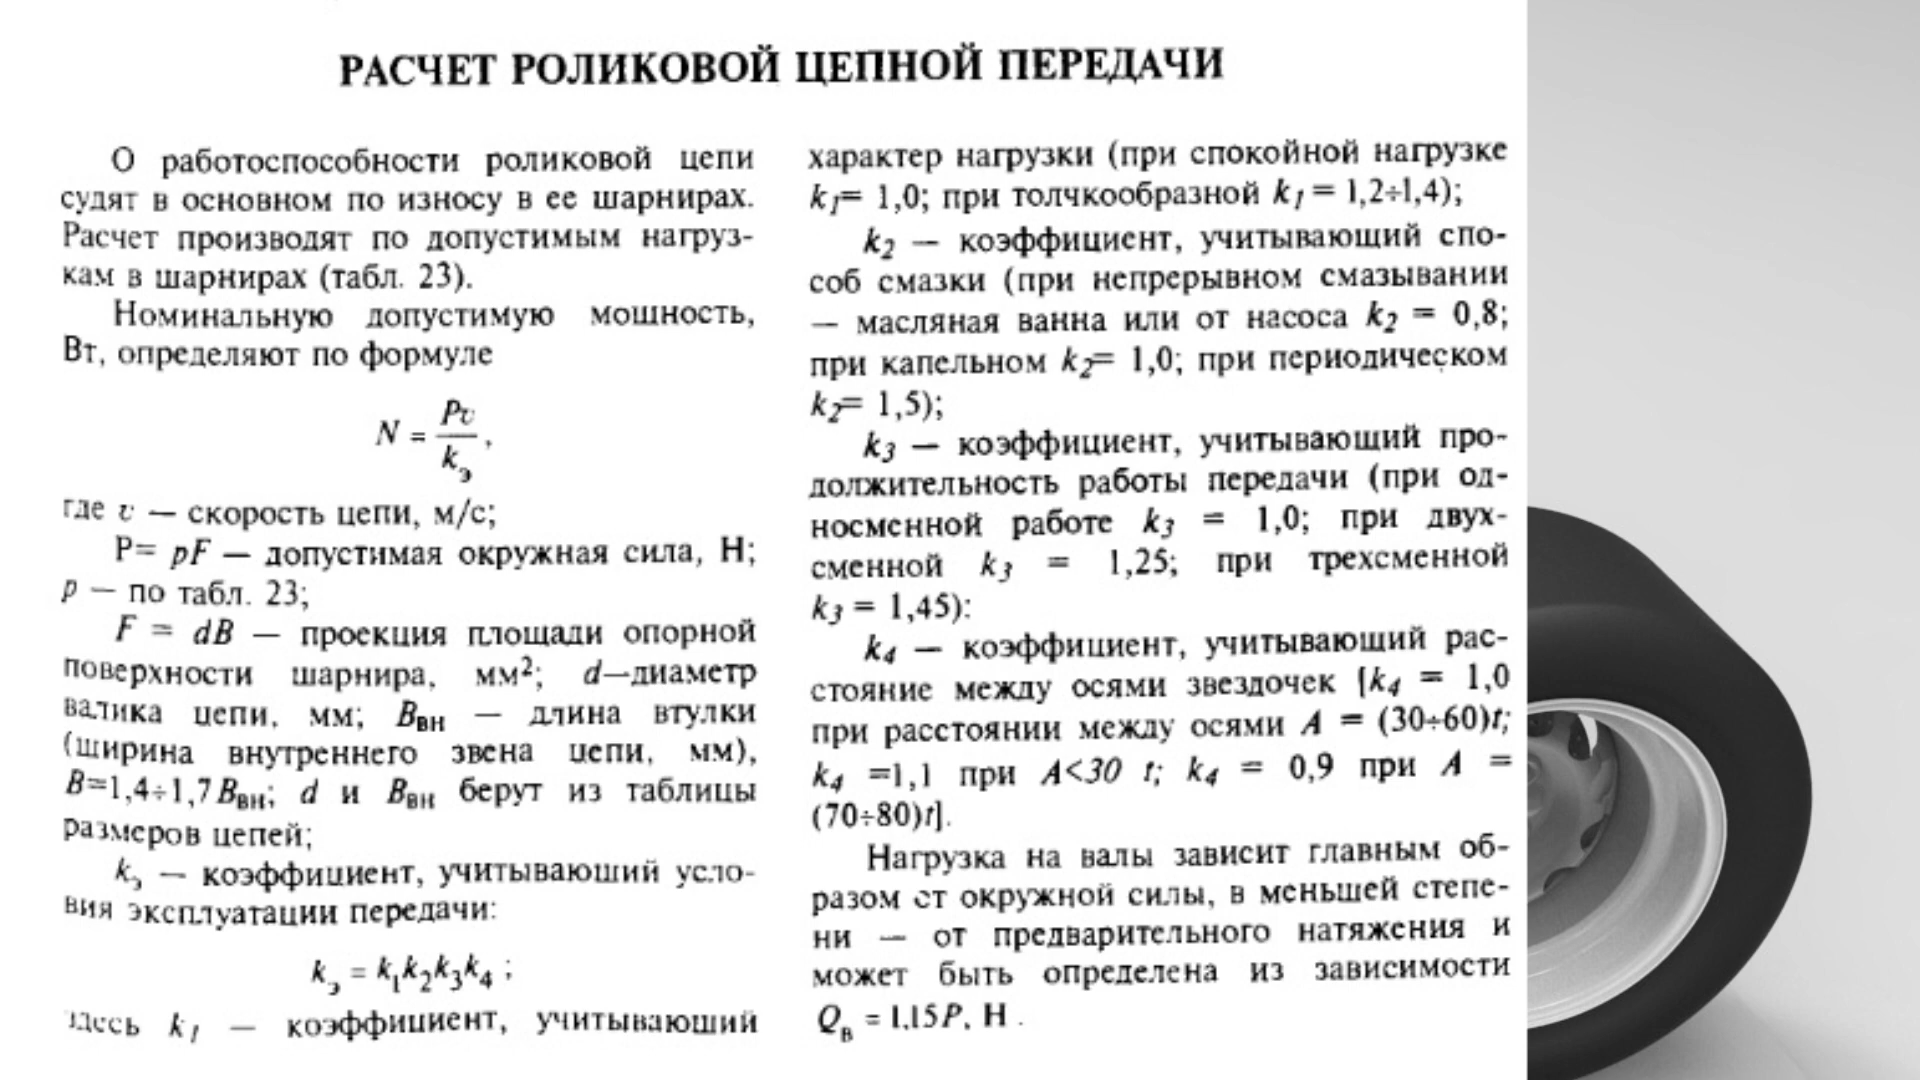 РАСЧЕТ РОЛИКОВОЙ ЦЕПНОЙ ПЕРЕДАЧИ
О работоспособности роликовой цепи
судят в основном по износу в ее шарнирах.
Расчет производят по допустимым нагруз-
кам в шарнирах (табл. 23).
Номинальную допустимую мощность,
Вт, определяют по формуле
N = Pv / kэ,
где v — скорость цепи, м/с;
P= pF — допустимая окружная сила, Н;
p — по табл. 23;
F = dB — проекция площади опорной
поверхности шарнира, мм²; d—диаметр
валика цепи, мм; Bвн — длина втулки
(ширина внутреннего звена цепи, мм),
B=1,4÷1,7Bвн; d и Bвн берут из таблицы
размеров цепей;
kэ — коэффициент, учитывающий усло-
вия эксплуатации передачи:
kэ = k1k2k3k4 ;
здесь k1 — коэффициент, учитывающий
характер нагрузки (при спокойной нагрузке
k1= 1,0; при толчкообразной k1 = 1,2÷1,4);
k2 — коэффициент, учитывающий спо-
соб смазки (при непрерывном смазывании
— масляная ванна или от насоса k2 = 0,8;
при капельном k2= 1,0; при периодическом
k2= 1,5);
k3 — коэффициент, учитывающий про-
должительность работы передачи (при од-
носменной работе k3 = 1,0; при двух-
сменной k3 = 1,25; при трехсменной
k3 = 1,45):
k4 — коэффициент, учитывающий рас-
стояние между осями звездочек [k4 = 1,0
при расстоянии между осями A = (30÷60)t;
k4 =1,1 при A<30 t; k4 = 0,9 при A =
(70÷80)t].
Нагрузка на валы зависит главным об-
разом от окружной силы, в меньшей степе-
ни — от предварительного натяжения и
может быть определена из зависимости
Qв = 1,15P, Н .